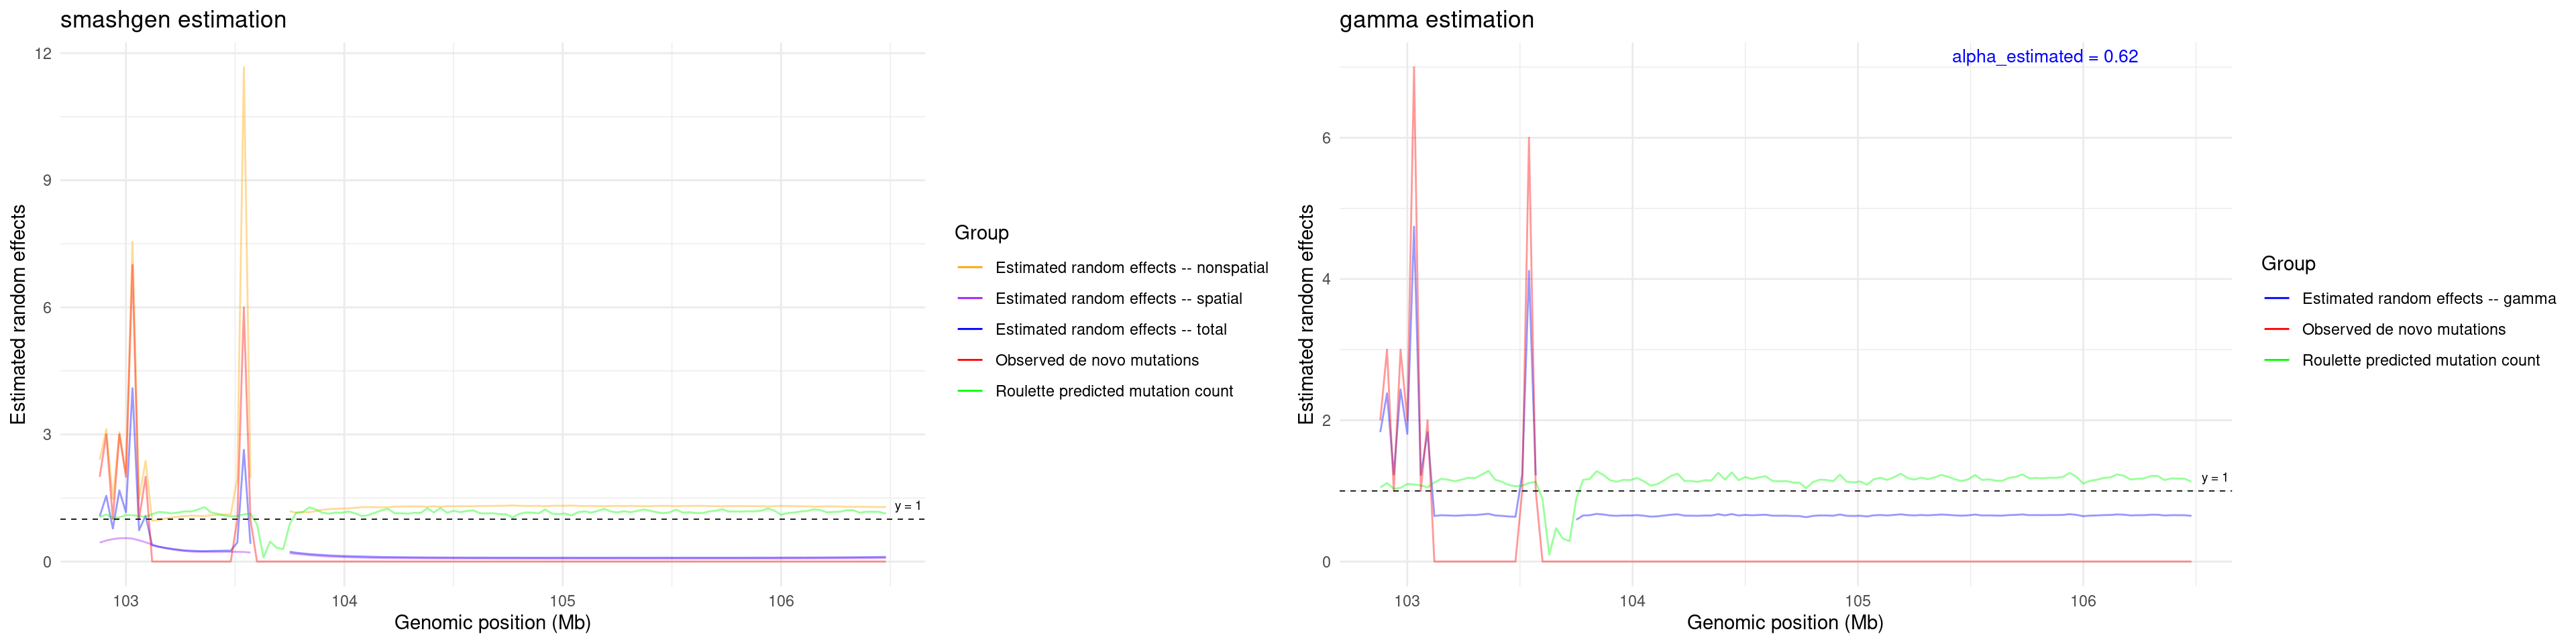 smashgen estimation
12
9
6
3
0
Estimated random effects
y = 1
103
104
105
106
Genomic position (Mb)
Group
Estimated random effects -- nonspatial
Estimated random effects -- spatial
Estimated random effects -- total
Observed de novo mutations
Roulette predicted mutation count
gamma estimation
alpha_estimated = 0.62
6
4
2
0
Estimated random effects
y = 1
103
104
105
106
Genomic position (Mb)
Group
Estimated random effects -- gamma
Observed de novo mutations
Roulette predicted mutation count